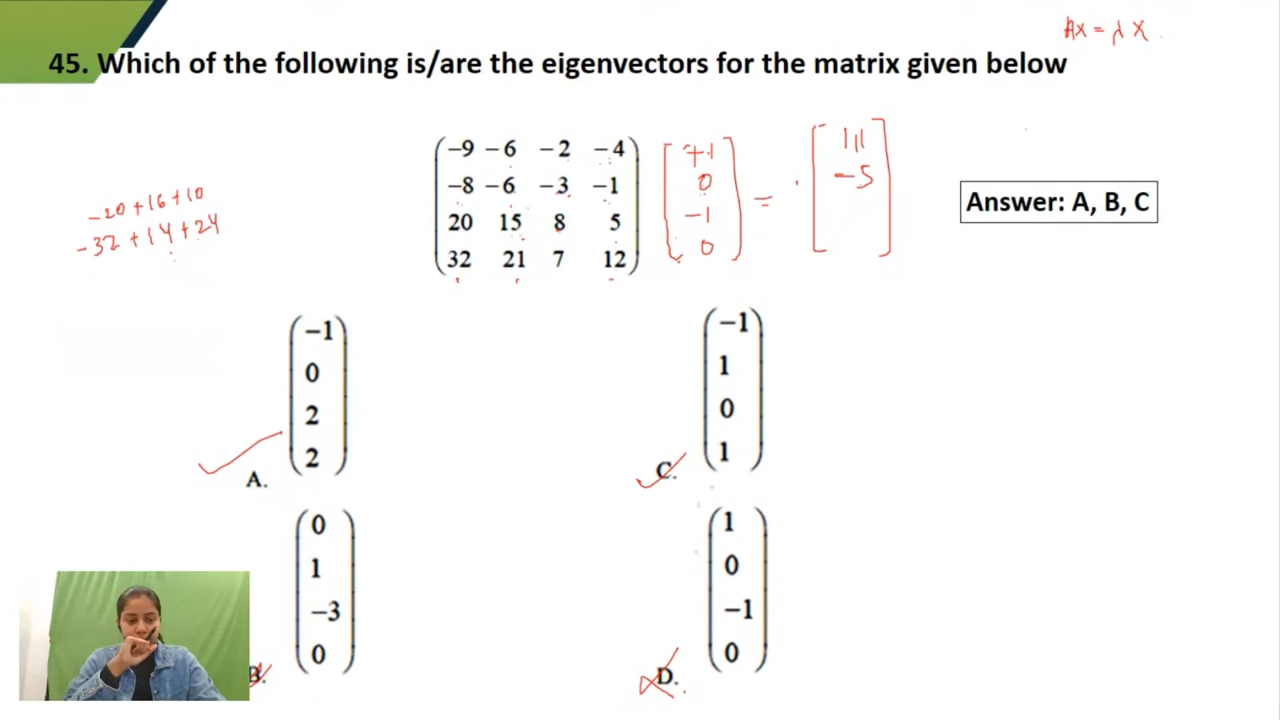 Ax = λ x
45. Which of the following is/are the eigenvectors for the matrix given below
-9 -6 -2 -4
-8 -6 -3 -1
20 15 8 5
32 21 7 12
+1
0
-1
0
=
-5
Answer: A, B, C
-20 +16 +10
-32 +14 +24
-1
0
2
2
A.
-1
1
0
1
C.
0
1
-3
0
B.
1
0
-1
0
D.